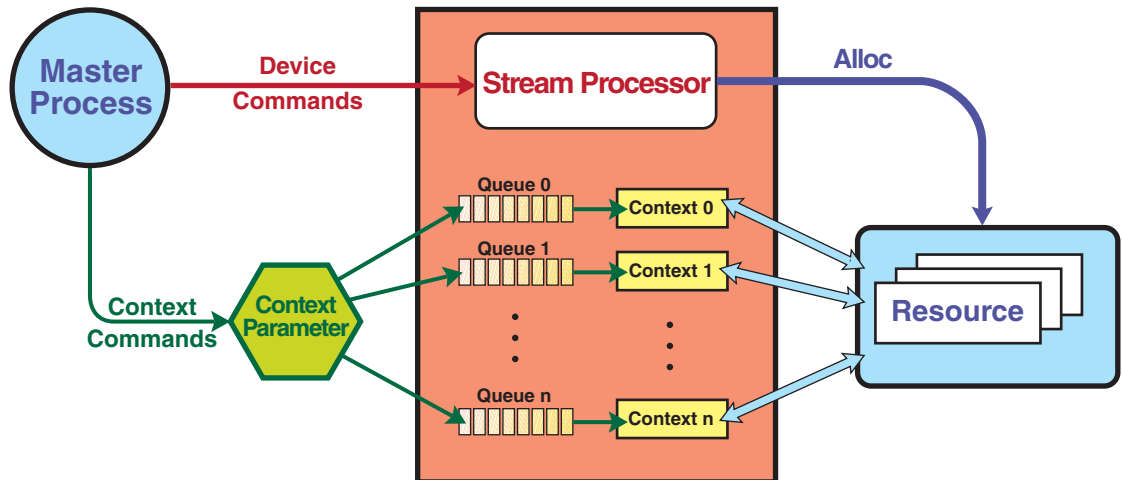 Master
Process
Device
Commands
Stream Processor
Alloc
Queue 0
Context 0
Queue 1
Context 1
Context
Commands
Context
Parameter
Resource
Queue n
Context n